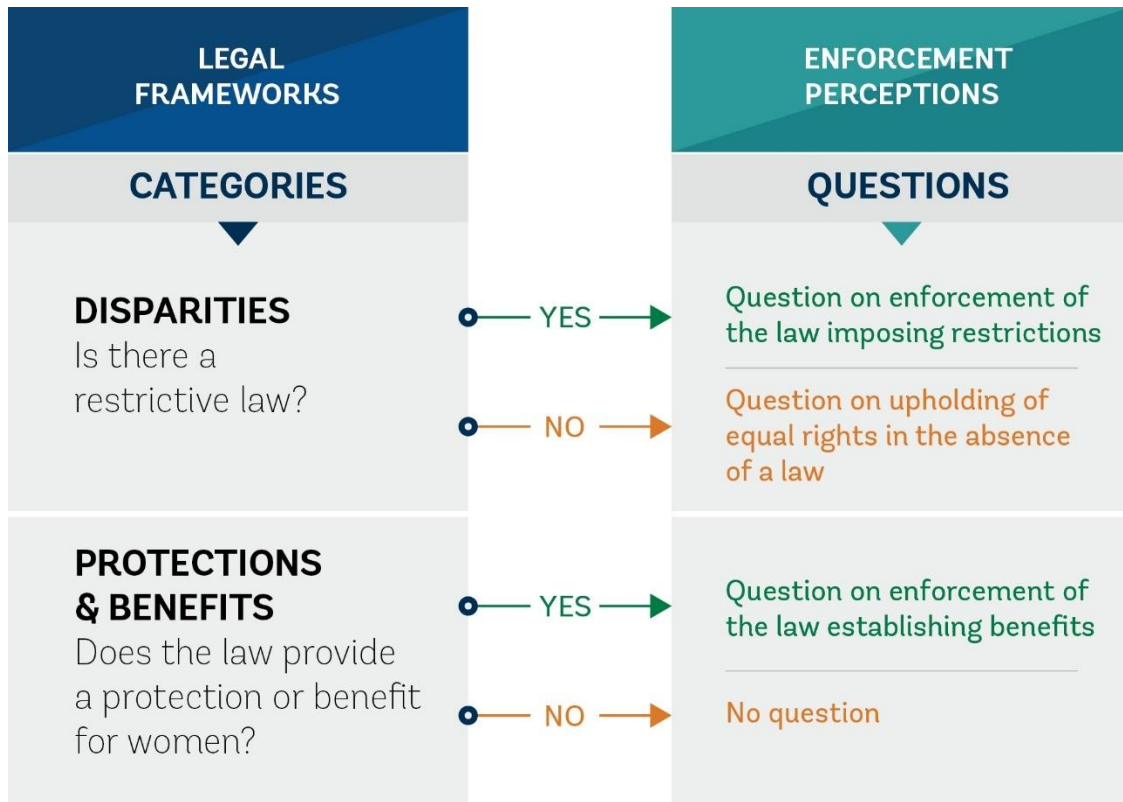 LEGAL
FRAMEWORKS
ENFORCEMENT
PERCEPTIONS
CATEGORIES
QUESTIONS
DISPARITIES
Is there a
restrictive law?
YES
Question on enforcement of
the law imposing restrictions
NO
Question on upholding of
equal rights in the absence
of a law
PROTECTIONS
& BENEFITS
Does the law provide
a protection or benefit
for women?
YES
Question on enforcement of
the law establishing benefits
NO
No question